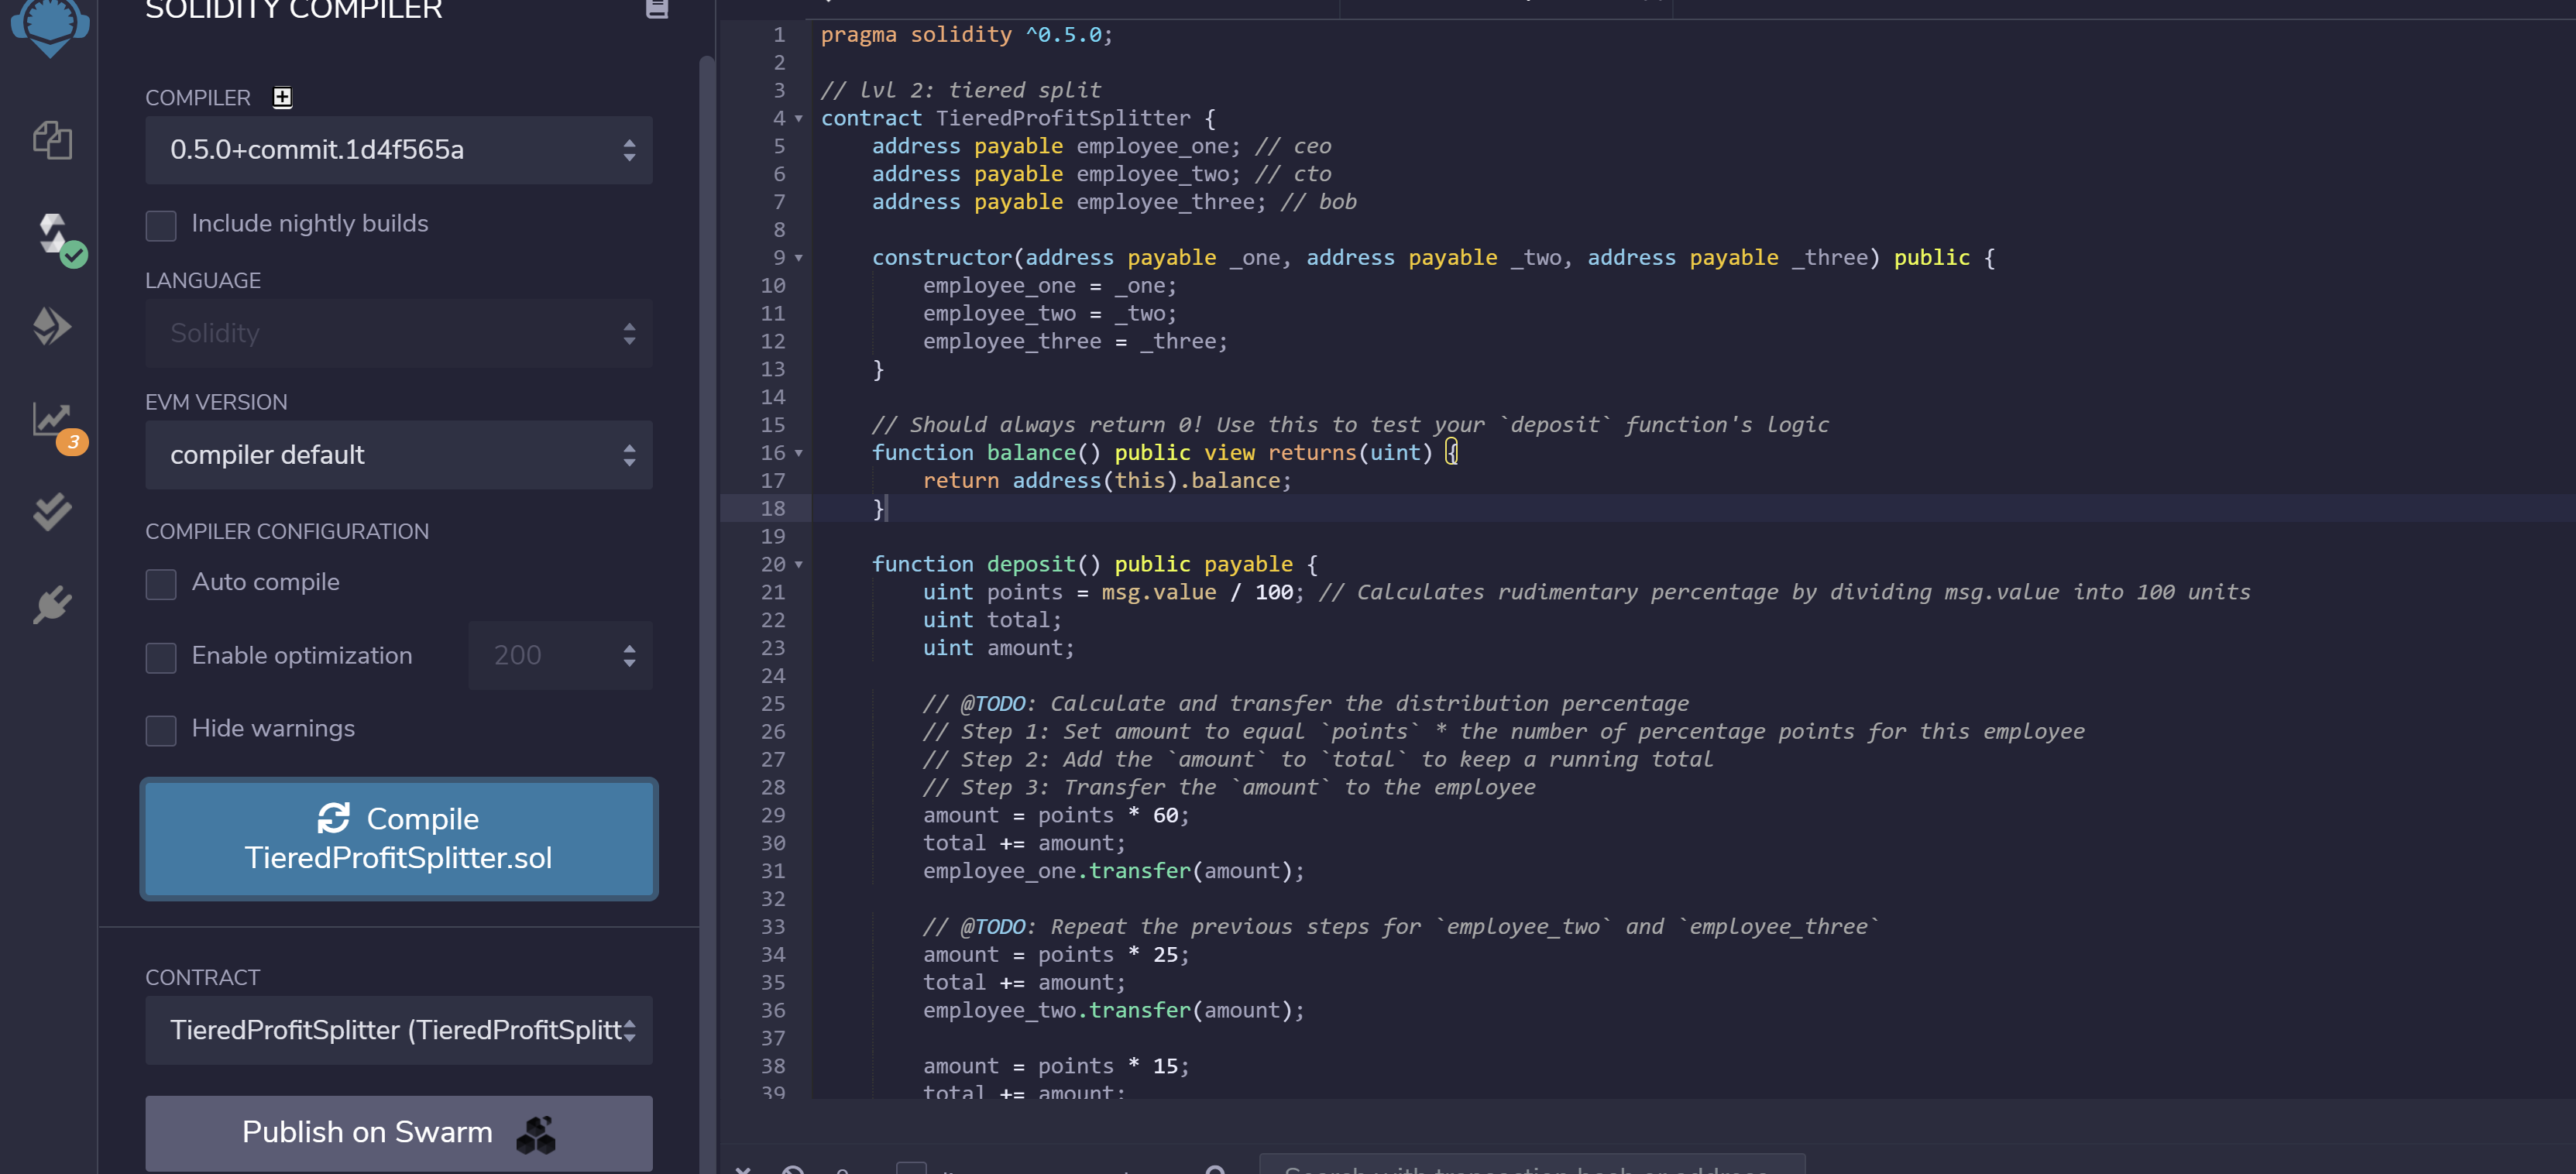 SOLIDITY COMPILER
COMPILER
0.5.0+commit.1d4f565a
Include nightly builds
LANGUAGE
Solidity
EVM VERSION
compiler default
3
COMPILER CONFIGURATION
Auto compile
Enable optimization
200
Hide warnings
Compile
TieredProfitSplitter.sol
CONTRACT
TieredProfitSplitter (TieredProfitSplitt
Publish on Swarm
1 pragma solidity ^0.5.0;
2
3 // lvl 2: tiered split
4 contract TieredProfitSplitter {
5 address payable employee_one; // ceo
6 address payable employee_two; // cto
7 address payable employee_three; // bob
8
9 constructor(address payable _one, address payable _two, address payable _three) public {
10 employee_one = _one;
11 employee_two = _two;
12 employee_three = _three;
13 }
14
15 // Should always return 0! Use this to test your `deposit` function's logic
16 function balance() public view returns(uint) {
17 return address(this).balance;
18 }
19
20 function deposit() public payable {
21 uint points = msg.value / 100; // Calculates rudimentary percentage by dividing msg.value into 100 units
22 uint total;
23 uint amount;
24
25 // @TODO: Calculate and transfer the distribution percentage
26 // Step 1: Set amount to equal `points` * the number of percentage points for this employee
27 // Step 2: Add the `amount` to `total` to keep a running total
28 // Step 3: Transfer the `amount` to the employee
29 amount = points * 60;
30 total += amount;
31 employee_one.transfer(amount);
32
33 // @TODO: Repeat the previous steps for `employee_two` and `employee_three`
34 amount = points * 25;
35 total += amount;
36 employee_two.transfer(amount);
37
38 amount = points * 15;
39 total += amount;
Search with transaction hash or address